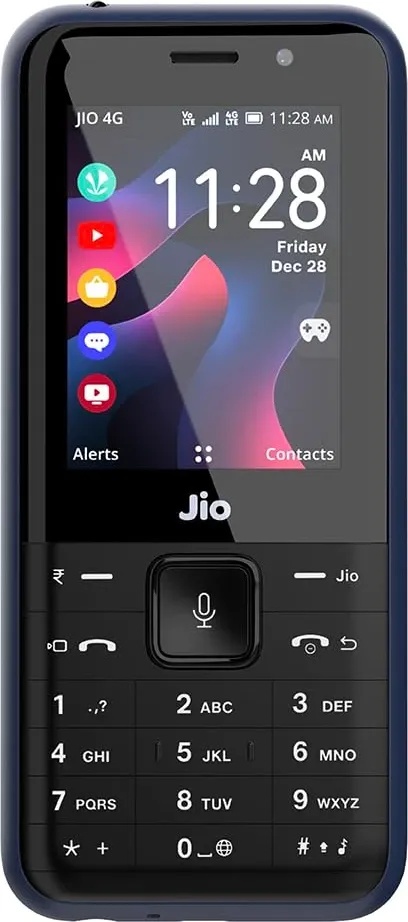 JIO 4G Vo LTE 4G LTE 11:28 AM
AM
11:28
Friday
Dec 28
Alerts Contacts
Jio
₹ Jio
1 .,? 2 ABC 3 DEF
4 GHI 5 JKL 6 MNO
7 PQRS 8 TUV 9 WXYZ
* + 0 #